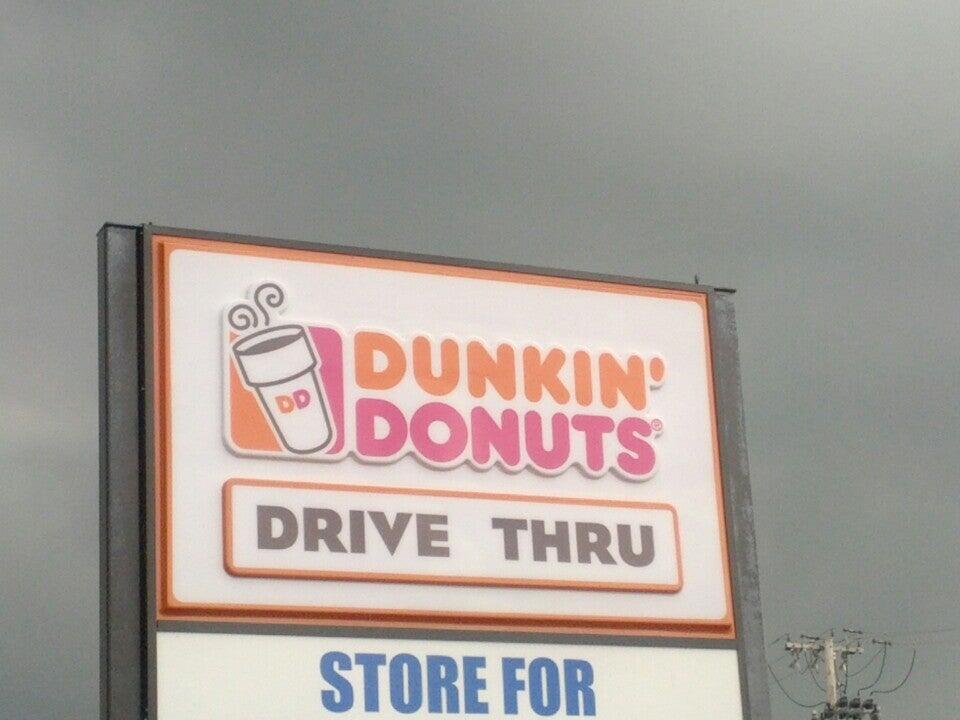 DD
DUNKIN'
DONUTS®
DRIVE THRU
STORE FOR